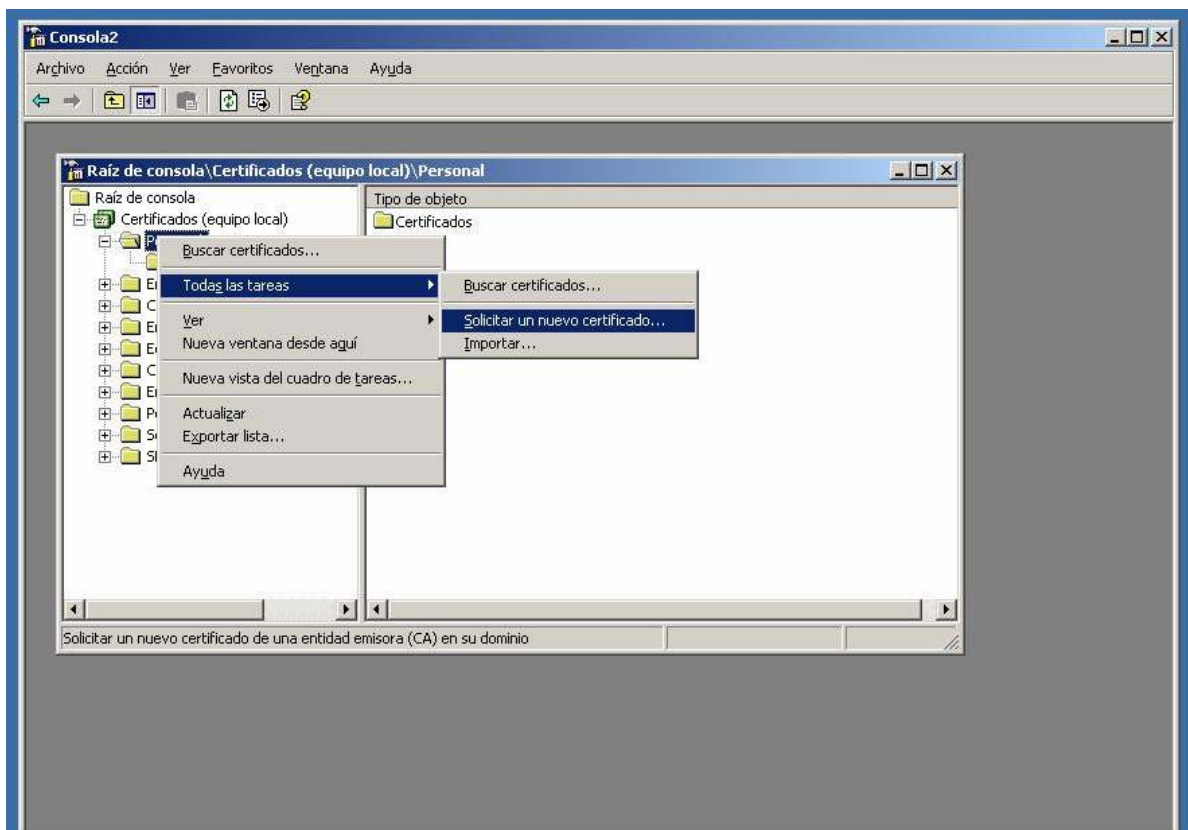 Consola2
Archivo Acción Ver Favoritos Ventana Ayuda
Raíz de consola\Certificados (equipo local)\Personal
Raíz de consola
Certificados (equipo local)
Tipo de objeto
Certificados
Buscar certificados...
Todas las tareas
Ver
Nueva ventana desde aquí
Nueva vista del cuadro de tareas...
Actualizar
Exportar lista...
Ayuda
Buscar certificados...
Solicitar un nuevo certificado...
Importar...
Solicitar un nuevo certificado de una entidad emisora (CA) en su dominio